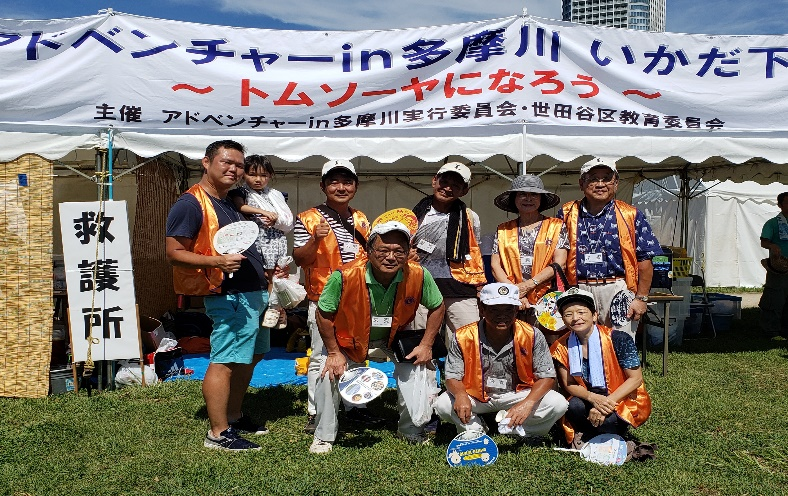 アドベンチャーin多摩川 いかだ下
～トムソーヤになろう～
主催 アドベンチャーin多摩川実行委員会・世田谷区教育委員会
救護所